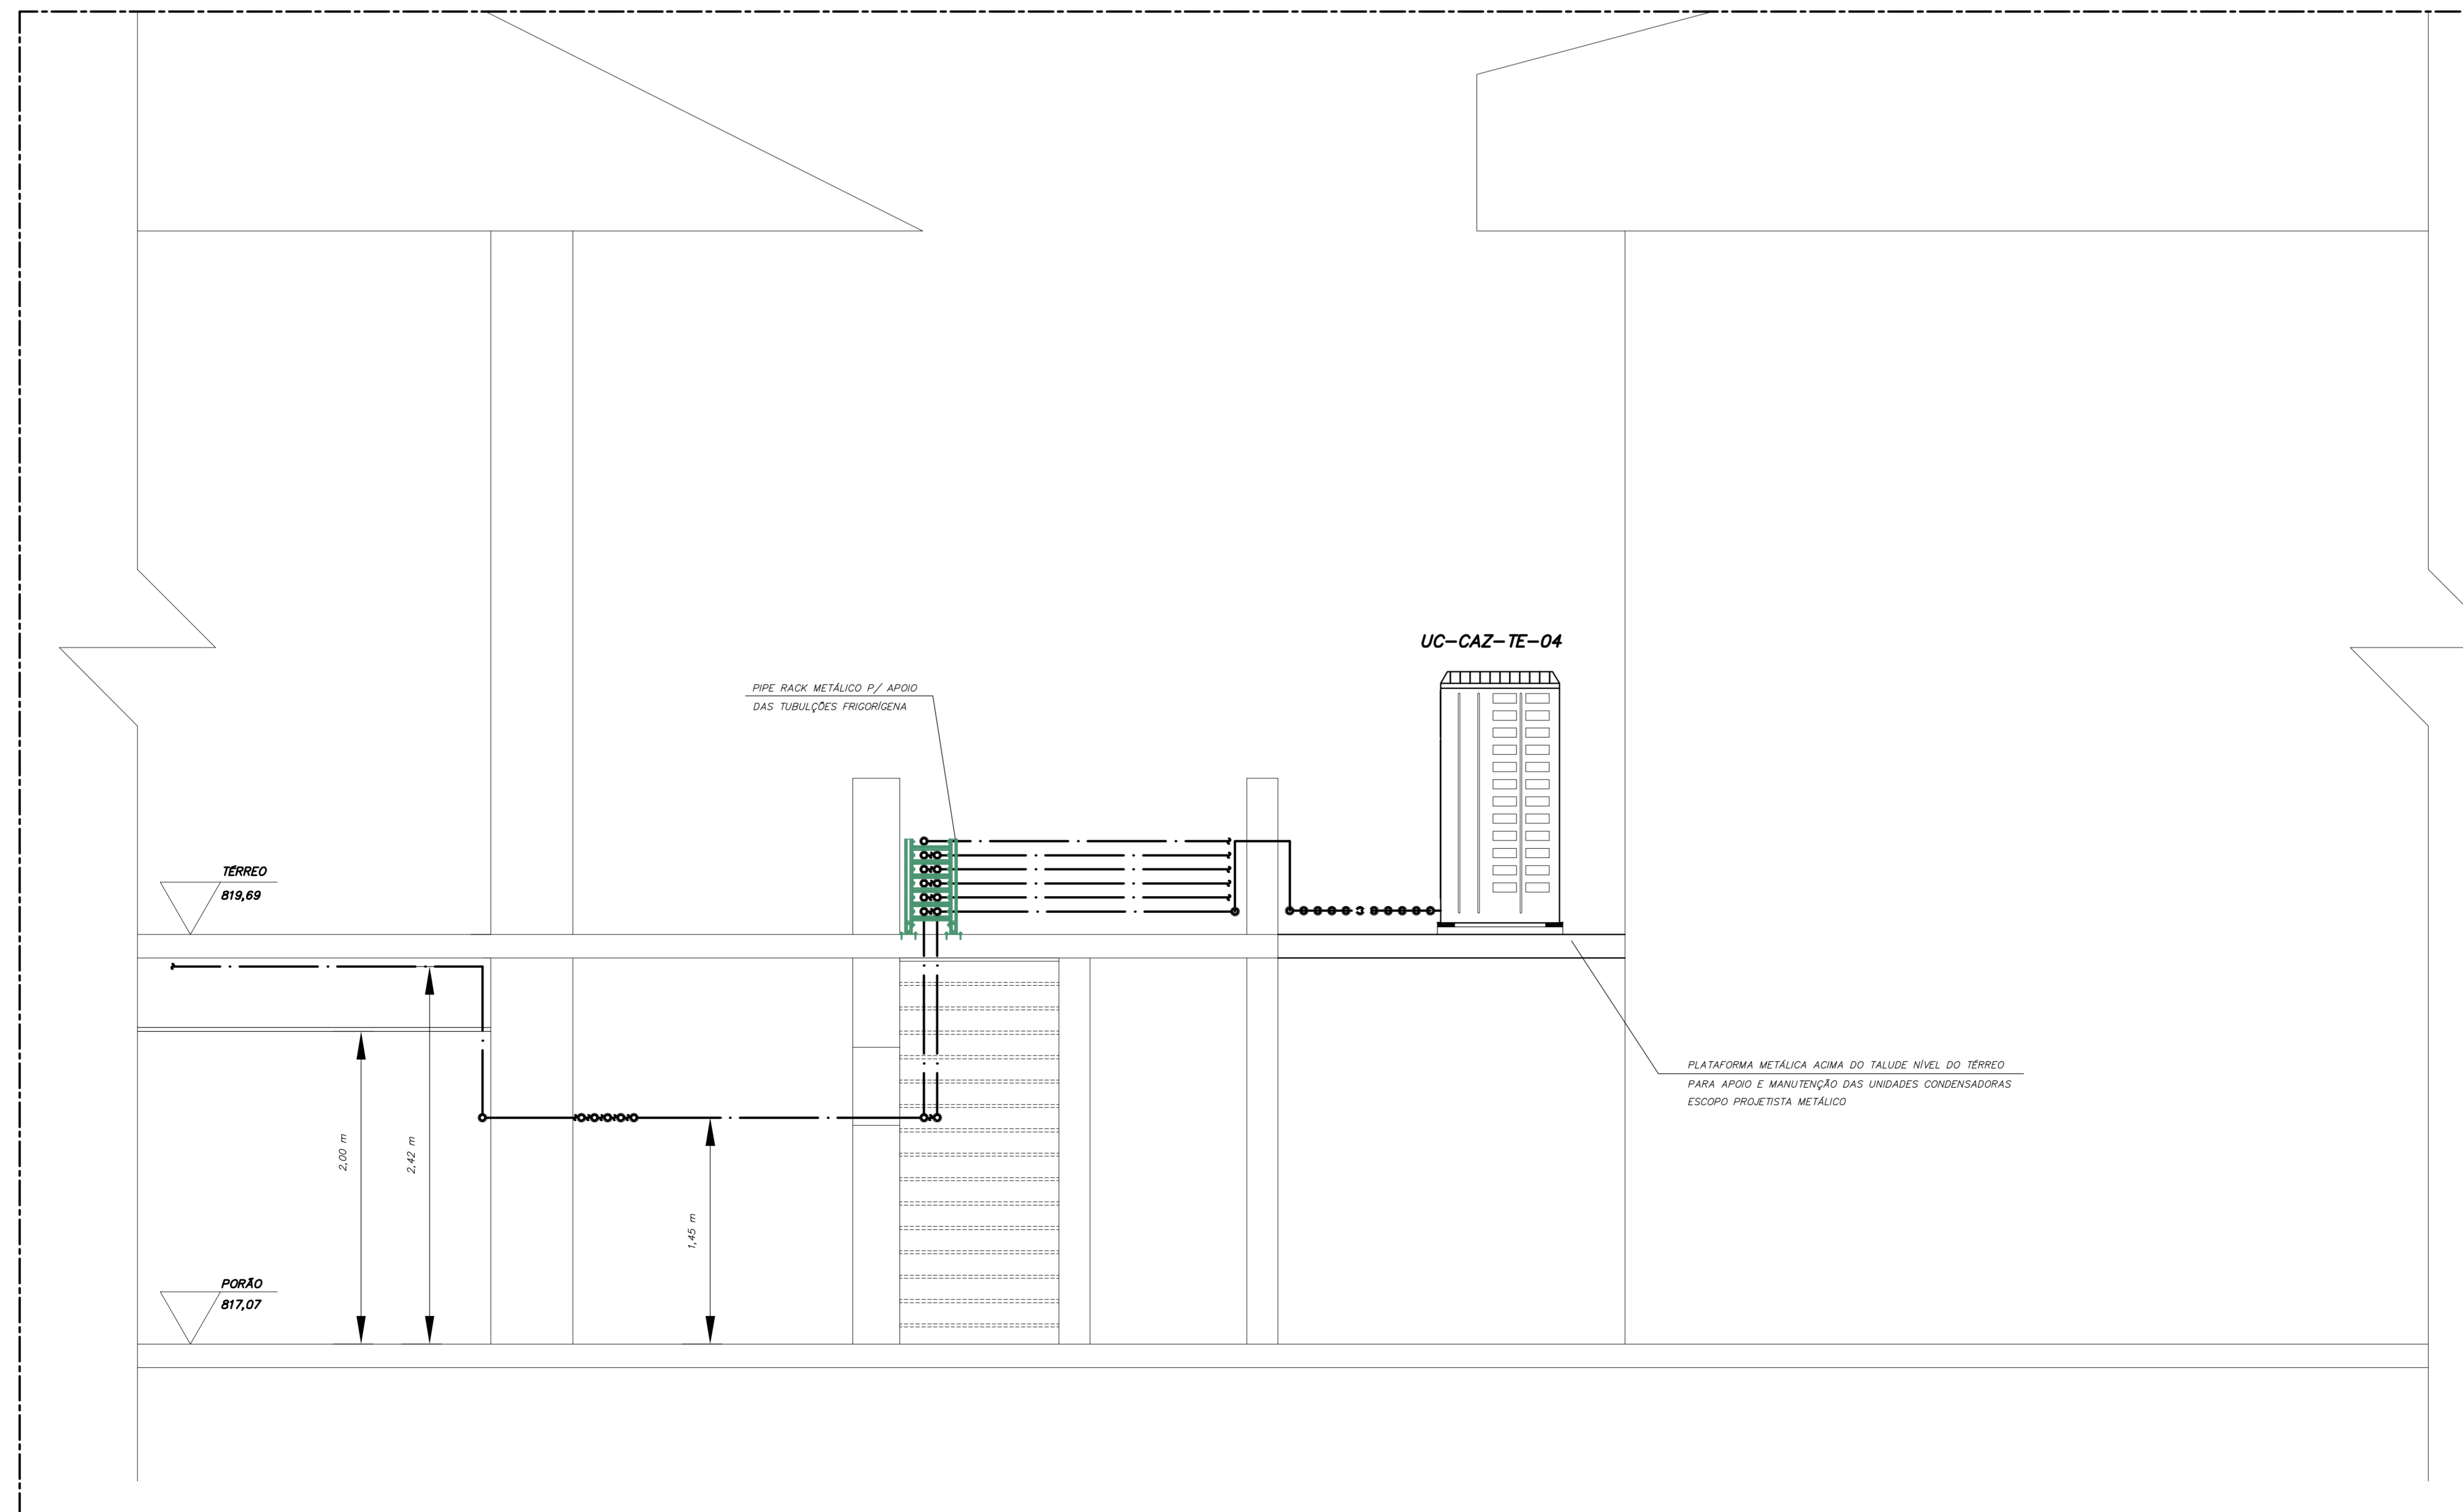 UC-CAZ-TE-04
PIPE RACK METÁLICO P/ APOIO
DAS TUBULÇÕES FRIGORÍGENA
TÉRREO
819,69
PLATAFORMA METÁLICA ACIMA DO TALUDE NÍVEL DO TÉRREO
PARA APOIO E MANUTENÇÃO DAS UNIDADES CONDENSADORAS
ESCOPO PROJETISTA METÁLICO
2,00 m
2,42 m
1,45 m
PORÃO
817,07